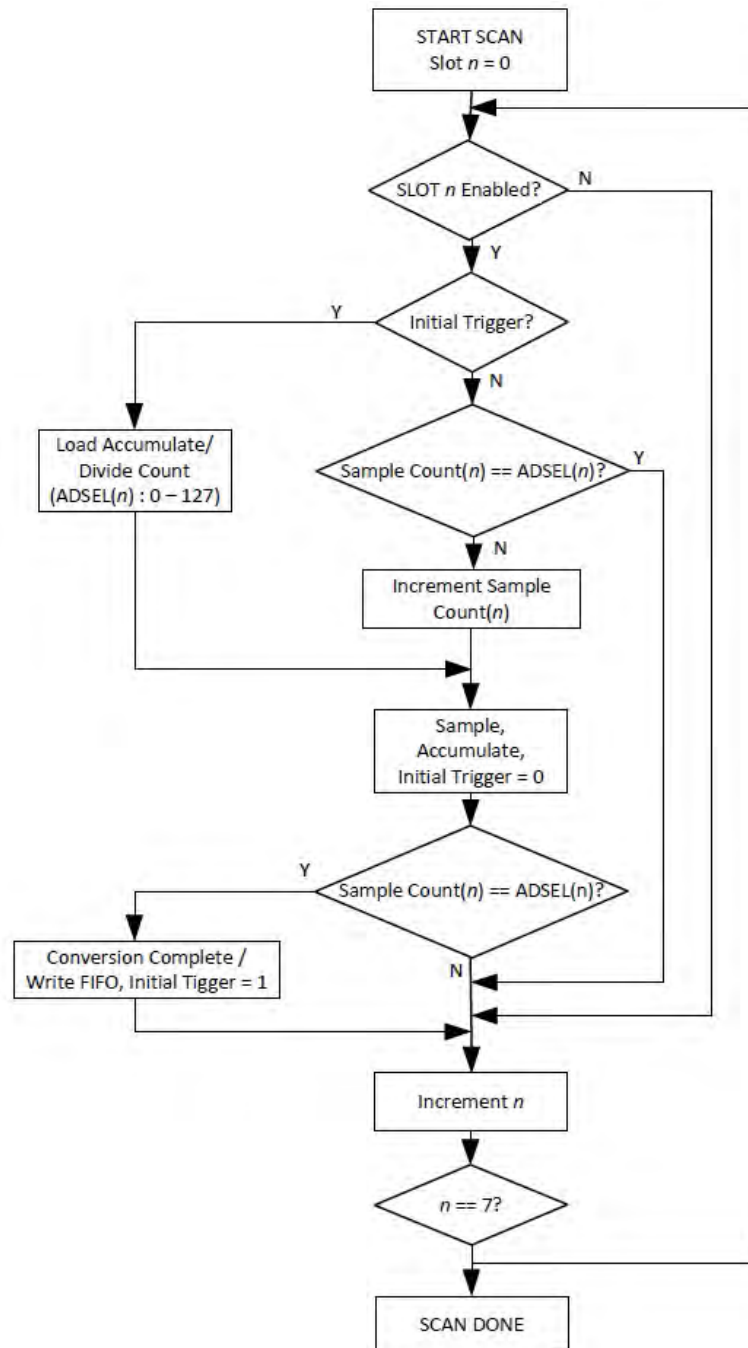 START SCAN
Slot n = 0
SLOT n Enabled?
N
Y
Initial Trigger?
Y
N
Load Accumulate/
Divide Count
(ADSEL(n) : 0 – 127)
Sample Count(n) == ADSEL(n)?
Y
N
Increment Sample
Count(n)
Sample,
Accumulate,
Initial Trigger = 0
Y
Sample Count(n) == ADSEL(n)?
Conversion Complete /
Write FIFO, Initial Tigger = 1
N
Increment n
n == 7?
SCAN DONE